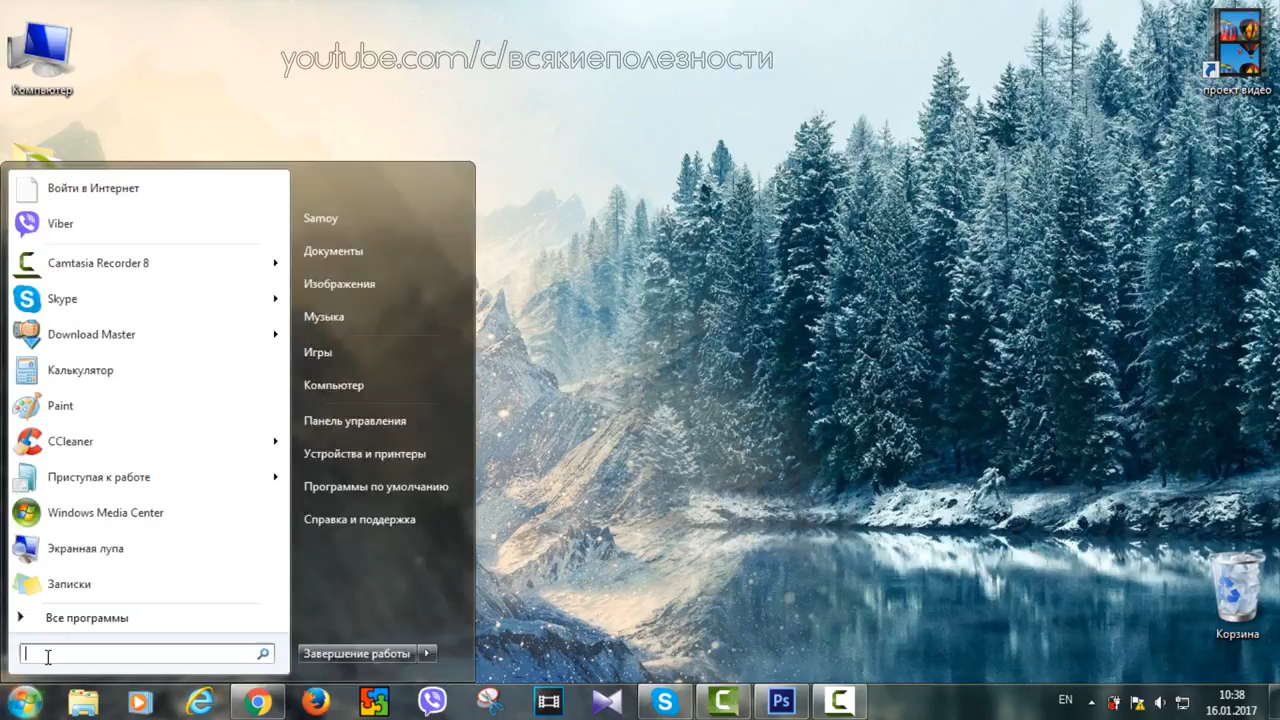 youtube.com/c/всякиеполезности
Компьютер
проект видео
Войти в Интернет
Viber
Camtasia Recorder 8
Skype
Download Master
Калькулятор
Paint
CCleaner
Приступая к работе
Windows Media Center
Экранная лупа
Записки
Все программы
Samoy
Документы
Изображения
Музыка
Игры
Компьютер
Панель управления
Устройства и принтеры
Программы по умолчанию
Справка и поддержка
Завершение работы
Корзина
Ps
EN
10:38
16.01.2017